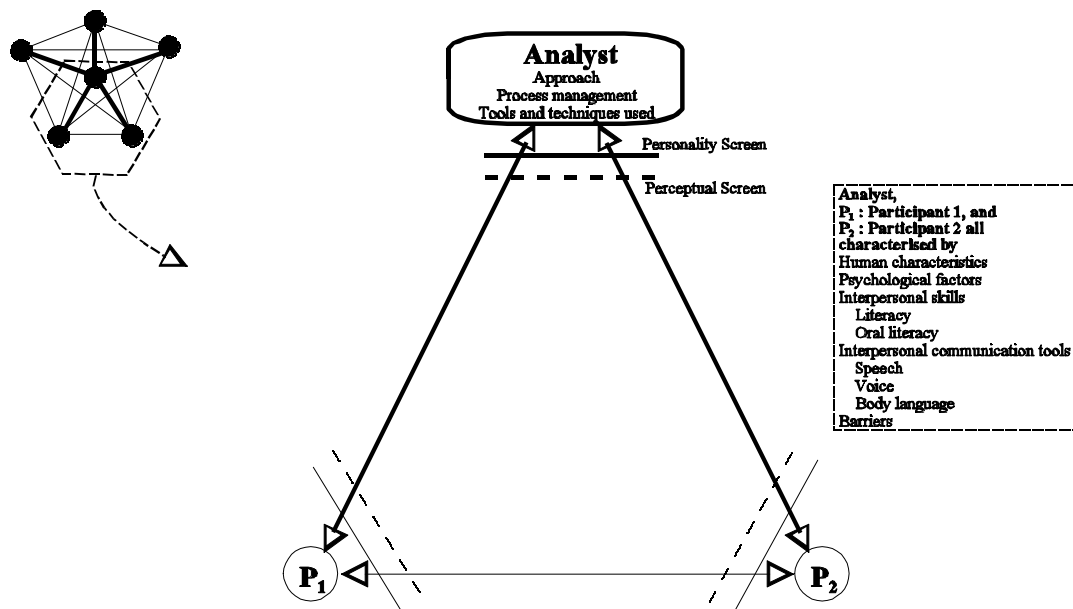 Analyst
Approach
Process management
Tools and techniques used
Personality Screen
Perceptual Screen
Analyst,
P₁ : Participant 1, and
P₂ : Participant 2 all
characterised by
Human characteristics
Psychological factors
Interpersonal skills
Literacy
Oral literacy
Interpersonal communication tools
Speech
Voice
Body language
Barriers
P₁
P₂